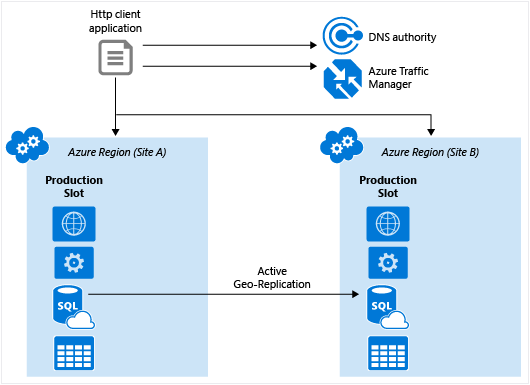 Http client
application
DNS authority
Azure Traffic
Manager
Azure Region (Site A)
Production
Slot
SQL
Active
Geo-Replication
Azure Region (Site B)
Production
Slot
SQL